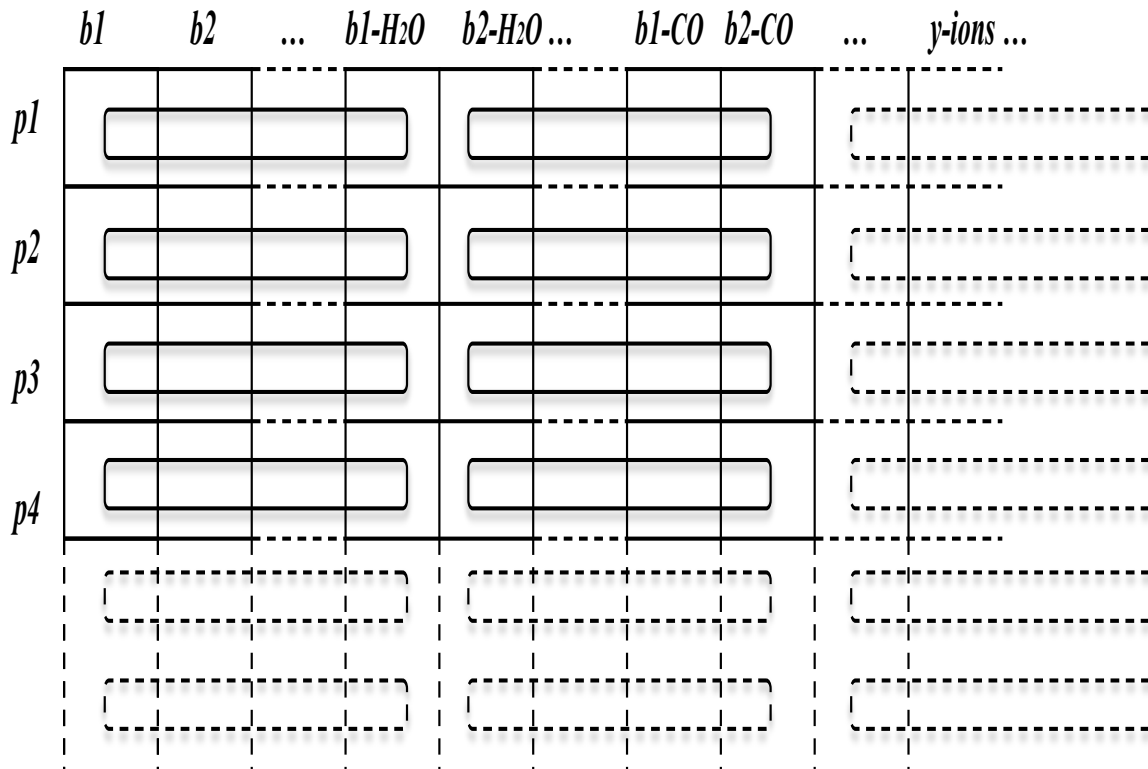 b1 b2 ... b1-H2O b2-H2O ... b1-CO b2-CO ... y-ions ...
p1
p2
p3
p4